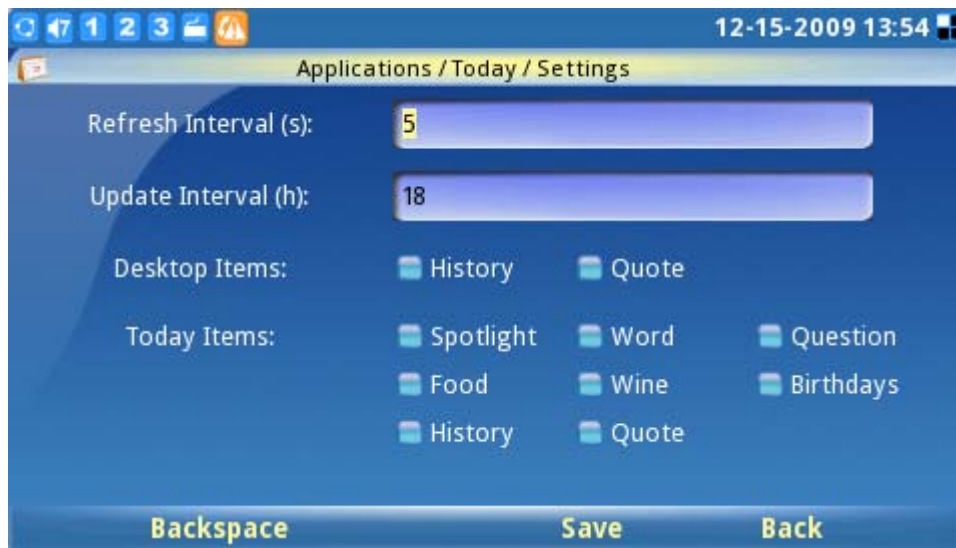 47 1 2 3 12-15-2009 13:54
Applications / Today / Settings
Refresh Interval (s): 5
Update Interval (h): 18
Desktop Items: History Quote
Today Items: Spotlight Word Question
Food Wine Birthdays
History Quote
Backspace Save Back